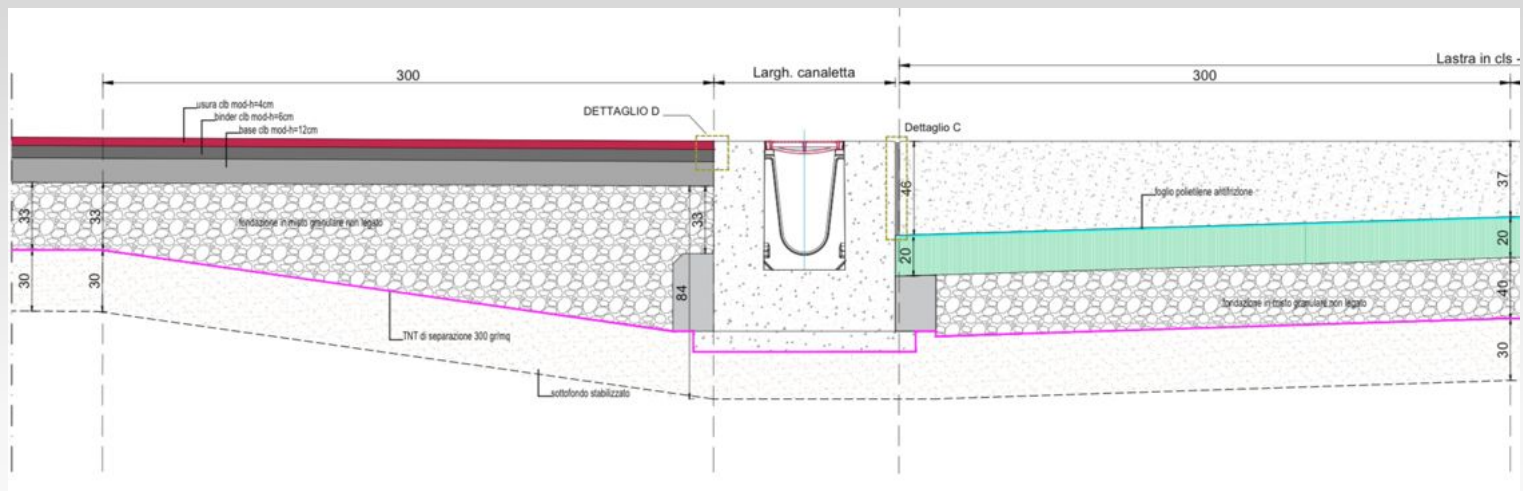 Lastra in cls -
300
Largh. canaletta
300
usura clb mod-h=4cm
binder clb mod-h=6cm
base clb mod-h=12cm
DETTAGLIO D
Dettaglio C
46
37
foglio polietilene antifrizione
33
33
33
fondazione in misto granulare non legato
20
20
30
30
84
40
fondazione in misto granulare non legato
TNT di separazione 300 gr/mq
30
sottofondo stabilizzato